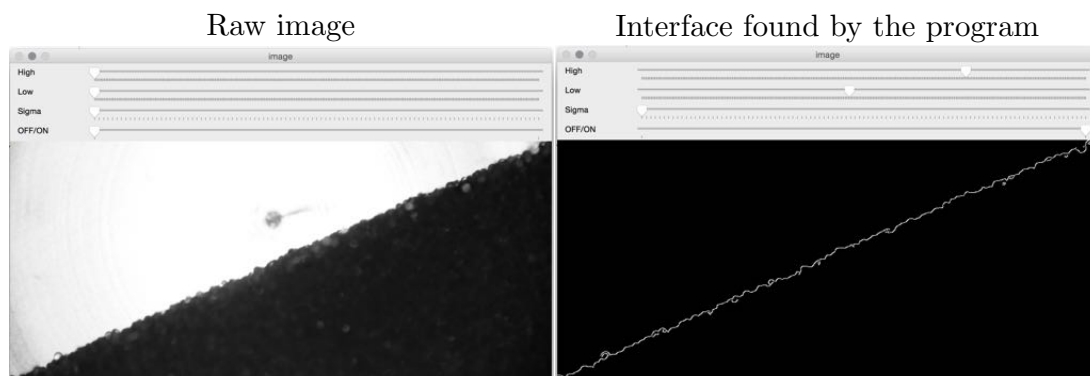 Raw image
image
High
Low
Sigma
OFF/ON
Interface found by the program
image
High
Low
Sigma
OFF/ON